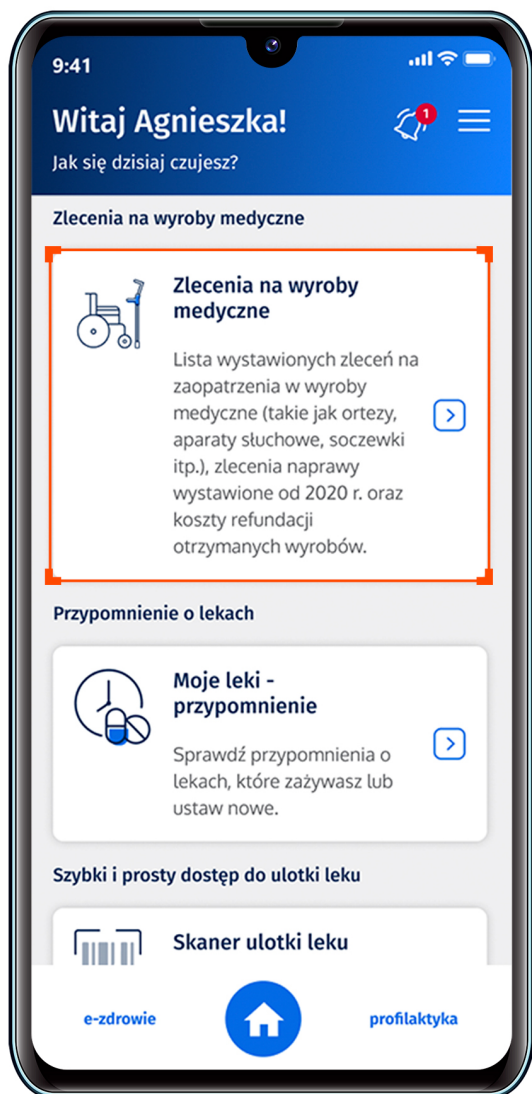 9:41
Witaj Agnieszka!
1
Jak się dzisiaj czujesz?
Zlecenia na wyroby medyczne
Zlecenia na wyroby
medyczne
Lista wystawionych zleceń na
zaopatrzenia w wyroby
medyczne (takie jak ortezy,
aparaty słuchowe, soczewki
itp.), zlecenia naprawy
wystawione od 2020 r. oraz
koszty refundacji
otrzymanych wyrobów.
Przypomnienie o lekach
Moje leki -
przypomnienie
Sprawdź przypomnienia o
lekach, które zażywasz lub
ustaw nowe.
Szybki i prosty dostęp do ulotki leku
Skaner ulotki leku
e-zdrowie
profilaktyka